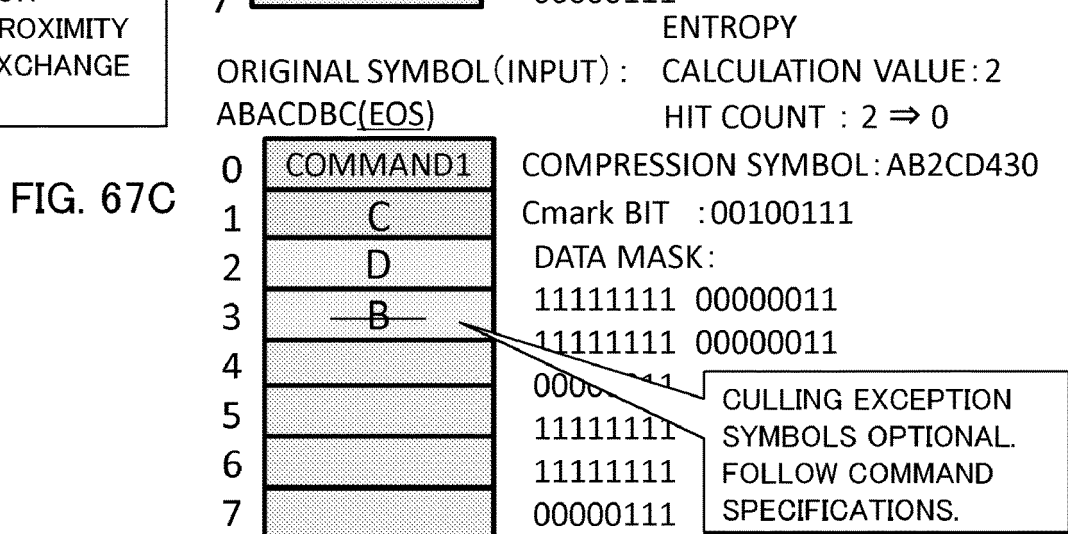 ROXIMITY
XCHANGE
7
00000111
ENTROPY
ORIGINAL SYMBOL(INPUT): CALCULATION VALUE:2
ABACDBC(EOS)
HIT COUNT : 2 ⇒ 0
FIG. 67C
0 COMMAND1
1 C
2 D
3 B
4
5
6
7
COMPRESSION SYMBOL:AB2CD430
Cmark BIT :00100111
DATA MASK:
11111111 00000011
11111111 00000011
11111111
11111111
00000111
CULLING EXCEPTION
SYMBOLS OPTIONAL.
FOLLOW COMMAND
SPECIFICATIONS.